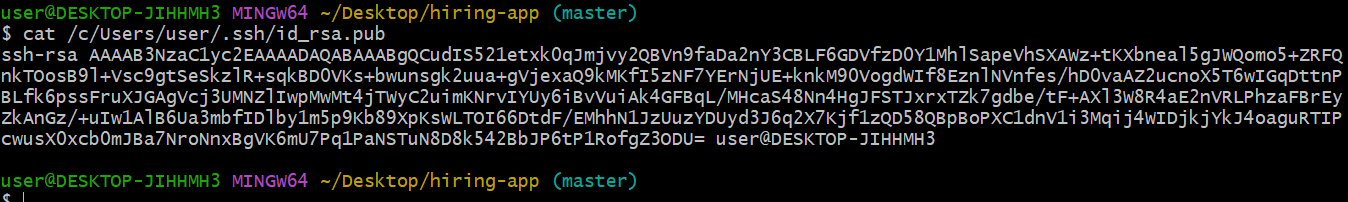 user@DESKTOP-JIHHMH3 MINGW64 ~/Desktop/hiring-app (master)
$ cat /c/Users/user/.ssh/id_rsa.pub
ssh-rsa AAAAB3NzaC1yc2EAAAADAQABAAABgQCudIS521etxk0qJmjvy2QBVn9faDa2nY3CBLF6GDVfzD0Y1MhlSapeVhSXAWz+tKXbneal5gJWQomo5+ZRFQ
nkTOosB9l+Vsc9gtSeSkzlR+sqkBD0VKs+bwunsgk2uua+gVjexaQ9kMKfI5zNF7YErNjUE+knkM9OVogdWIf8EznlNVnfes/hD0vaAZ2ucnoX5T6wIGqDttnP
BLfk6pssFruXJGAgVcj3UMNZlIwpMwMt4jTWyC2uimKNrvIYUy6iBvVuiAk4GFBqL/MHcaS48Nn4HgJFSTJxrxTZk7gdbe/tF+AXl3W8R4aE2nVRLPhzaFBrEy
ZkAnGz/+uIw1AlB6Ua3mbfIDlby1m5p9Kb89XpKsWLTOI66DtdF/EMhhN1JzUuzYDUyd3J6q2X7Kjf1zQD58QBpBoPXC1dnV1i3Mqij4WIDjkjYkJ4oaguRTIP
cwusX0xcb0mJBa7NroNnxBgVK6mU7Pq1PaNSTuN8D8k542BbJP6tP1RofgZ3ODU= user@DESKTOP-JIHHMH3
user@DESKTOP-JIHHMH3 MINGW64 ~/Desktop/hiring-app (master)
$